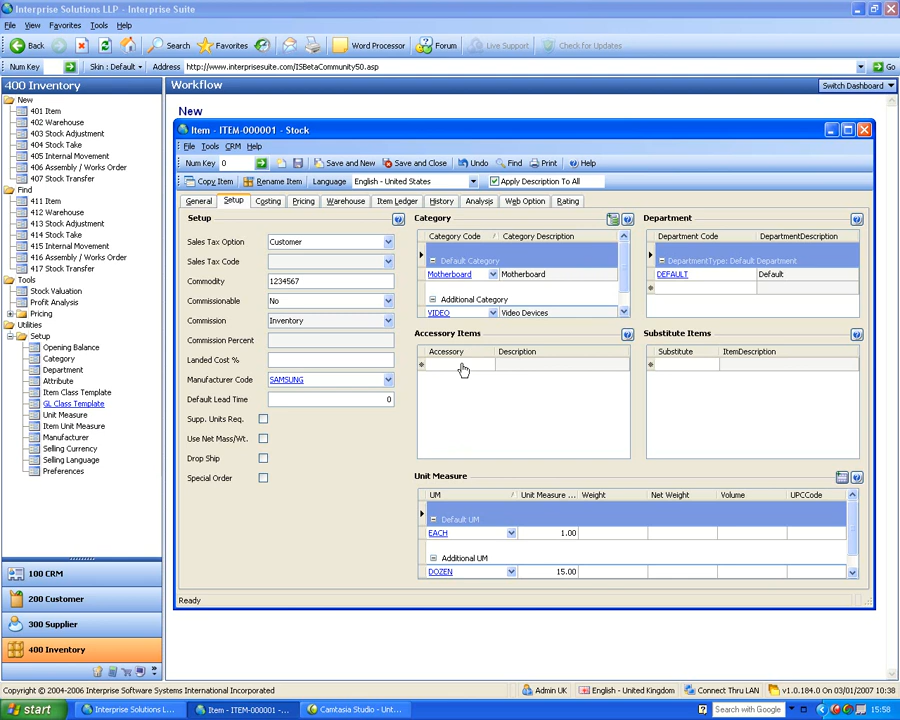 Interprise Solutions LLP - Interprise Suite
File View Favorites Tools Help
Back Search Favorites Word Processor Forum Live Support Check for Updates
Num Key Skin : Default Address http://www.interprisesuite.com/ISBetaCommunity50.asp Go
400 Inventory Workflow Switch Dashboard
New
401 Item
402 Warehouse
403 Stock Adjustment
404 Stock Take
405 Internal Movement
406 Assembly / Works Order
407 Stock Transfer
Find
411 Item
412 Warehouse
413 Stock Adjustment
414 Stock Take
415 Internal Movement
416 Assembly / Works Order
417 Stock Transfer
Tools
Stock Valuation
Profit Analysis
Pricing
Utilities
Setup
Opening Balance
Category
Department
Attribute
Item Class Template
GL Class Template
Unit Measure
Item Unit Measure
Manufacturer
Selling Currency
Selling Language
Preferences
100 CRM
200 Customer
300 Supplier
400 Inventory
New
Item - ITEM-000001 - Stock
File Tools CRM Help
Num Key 0 Save and New Save and Close Undo Find Print Help
Copy Item Rename Item Language English - United States Apply Description To All
General Setup Costing Pricing Warehouse Item Ledger History Analysis Web Option Rating
Setup
Sales Tax Option Customer
Sales Tax Code
Commodity 1234567
Commissionable No
Commission Inventory
Commission Percent
Landed Cost %
Manufacturer Code SAMSUNG
Default Lead Time 0
Supp. Units Req.
Use Net Mass/Wt.
Drop Ship
Special Order
Category
Category Code Category Description
Default Category
Motherboard Motherboard
Additional Category
VIDEO Video Devices
Department
Department Code DepartmentDescription
DepartmentType: Default Department
DEFAULT Default
Accessory Items
Accessory Description
Substitute Items
Substitute ItemDescription
Unit Measure
UM Unit Measure ... Weight Net Weight Volume UPCCode
Default UM
EACH 1.00
Additional UM
DOZEN 15.00
Ready
Copyright © 2004-2006 Interprise Software Systems International Incorporated Admin UK English - United Kingdom Connect Thru LAN v1.0.184.0 On 03/01/2007 10:38
start Interprise Solutions L... Item - ITEM-000001 -... Camtasia Studio - Unt... Search with Google 15:58